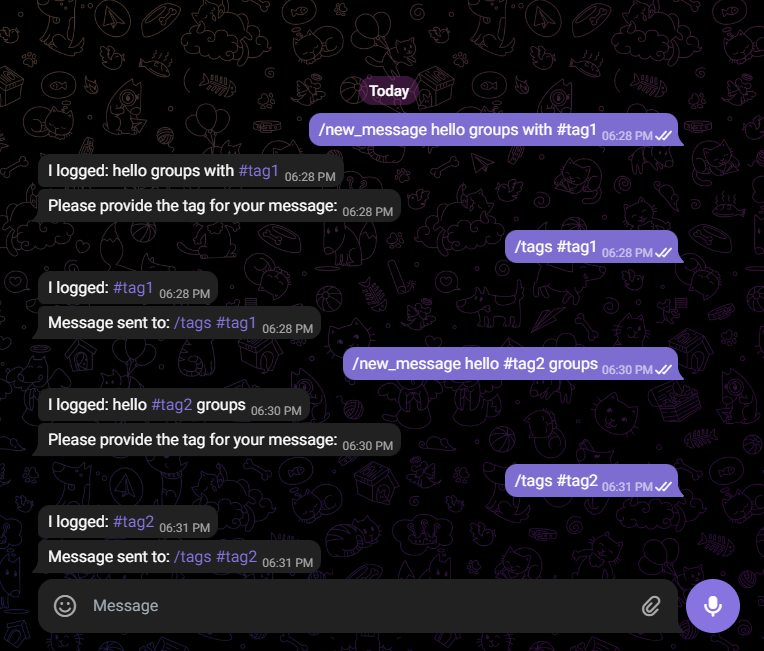 Today
/new_message hello groups with #tag1 06:28 PM
I logged: hello groups with #tag1 06:28 PM
Please provide the tag for your message: 06:28 PM
/tags #tag1 06:28 PM
I logged: #tag1 06:28 PM
Message sent to: /tags #tag1 06:28 PM
/new_message hello #tag2 groups 06:30 PM
I logged: hello #tag2 groups 06:30 PM
Please provide the tag for your message: 06:30 PM
/tags #tag2 06:31 PM
I logged: #tag2 06:31 PM
Message sent to: /tags #tag2 06:31 PM
Message